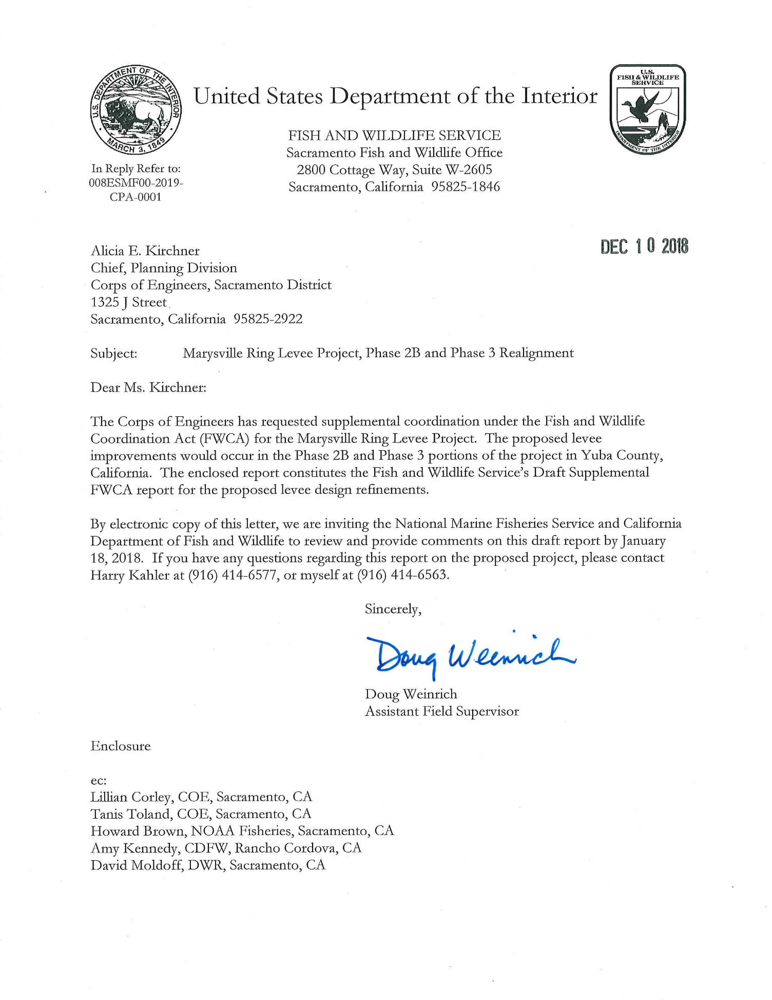 U.S. DEPARTMENT OF THE INTERIOR
MARCH 3, 1849
United States Department of the Interior
U.S.
FISH & WILDLIFE
SERVICE
DEPARTMENT OF THE INTERIOR
FISH AND WILDLIFE SERVICE
Sacramento Fish and Wildlife Office
2800 Cottage Way, Suite W-2605
Sacramento, California 95825-1846
In Reply Refer to:
008ESMF00-2019-
CPA-0001
DEC 10 2018
Alicia E. Kirchner
Chief, Planning Division
Corps of Engineers, Sacramento District
1325 J Street
Sacramento, California 95825-2922
Subject: Marysville Ring Levee Project, Phase 2B and Phase 3 Realignment
Dear Ms. Kirchner:
The Corps of Engineers has requested supplemental coordination under the Fish and Wildlife
Coordination Act (FWCA) for the Marysville Ring Levee Project. The proposed levee
improvements would occur in the Phase 2B and Phase 3 portions of the project in Yuba County,
California. The enclosed report constitutes the Fish and Wildlife Service's Draft Supplemental
FWCA report for the proposed levee design refinements.
By electronic copy of this letter, we are inviting the National Marine Fisheries Service and California
Department of Fish and Wildlife to review and provide comments on this draft report by January
18, 2018. If you have any questions regarding this report on the proposed project, please contact
Harry Kahler at (916) 414-6577, or myself at (916) 414-6563.
Sincerely,
Doug Weinrich
Doug Weinrich
Assistant Field Supervisor
Enclosure
ec:
Lillian Corley, COE, Sacramento, CA
Tanis Toland, COE, Sacramento, CA
Howard Brown, NOAA Fisheries, Sacramento, CA
Amy Kennedy, CDFW, Rancho Cordova, CA
David Moldoff, DWR, Sacramento, CA